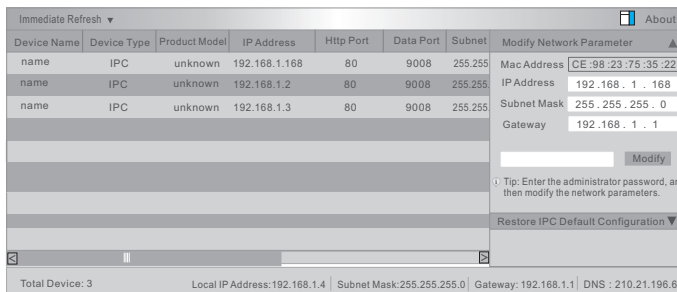 Immediate Refresh ▼ About
Device Name Device Type Product Model IP Address Http Port Data Port Subnet
name IPC unknown 192.168.1.168 80 9008 255.255
name IPC unknown 192.168.1.2 80 9008 255.255.
name IPC unknown 192.168.1.3 80 9008 255.255.
Modify Network Parameter ▲
Mac Address CE:98:23:75:35:22
IP Address 192.168.1.168
Subnet Mask 255.255.255.0
Gateway 192.168.1.1
Modify
Tip: Enter the administrator password, an
then modify the network parameters.
Restore IPC Default Configuration ▼
Total Device: 3 Local IP Address:192.168.1.4 Subnet Mask:255.255.255.0 Gateway: 192.168.1.1 DNS : 210.21.196.6